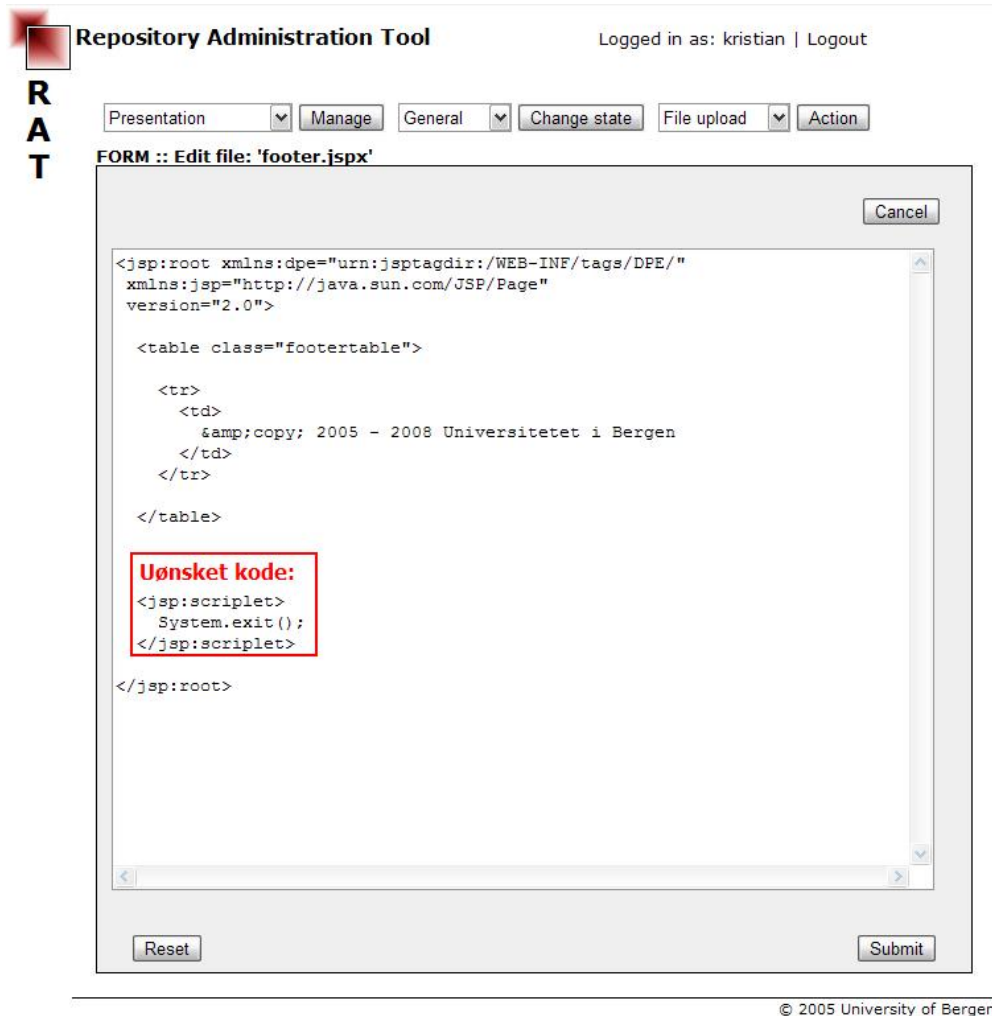 Repository Administration Tool
Logged in as: kristian | Logout
R
A
T
Presentation Manage General Change state File upload Action
FORM :: Edit file: 'footer.jspx'
Cancel
<jsp:root xmlns:dpe="urn:jsptagdir:/WEB-INF/tags/DPE/"
xmlns:jsp="http://java.sun.com/JSP/Page"
version="2.0">
<table class="footertable">
<tr>
<td>
&amp;copy; 2005 - 2008 Universitetet i Bergen
</td>
</tr>
</table>
Uønsket kode:
<jsp:scriplet>
System.exit();
</jsp:scriplet>
</jsp:root>
Reset Submit
© 2005 University of Bergen